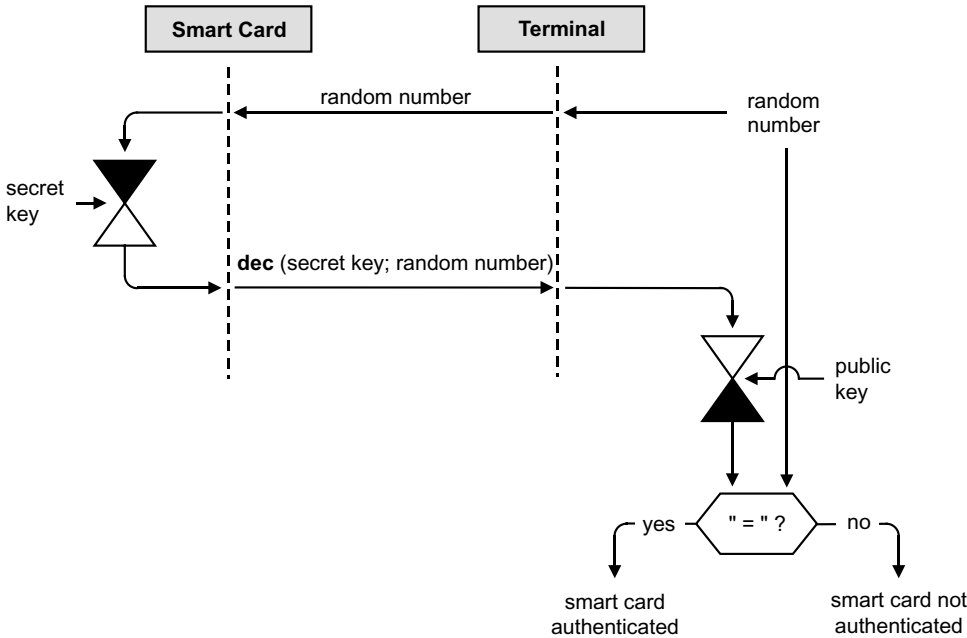 Smart Card
Terminal
random number
random
number
secret
key
dec (secret key; random number)
public
key
yes
" = " ?
no
smart card
authenticated
smart card not
authenticated